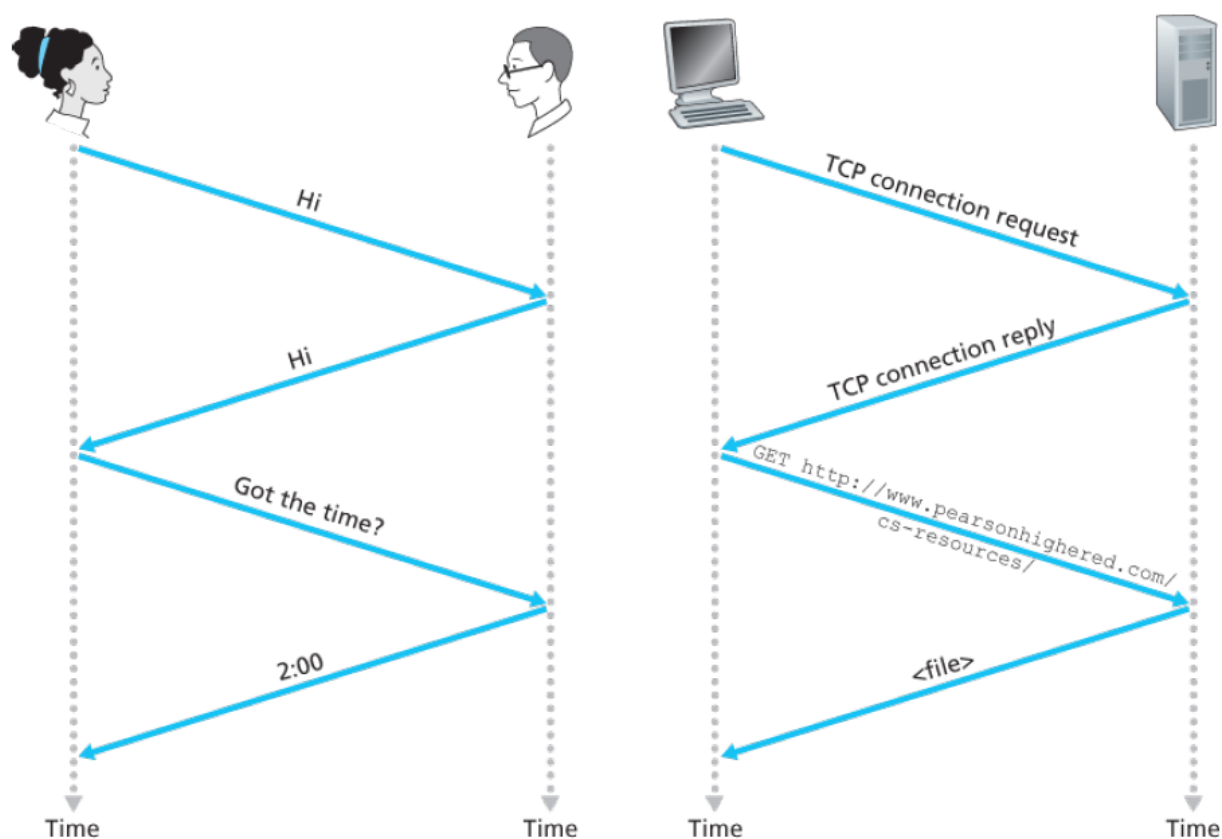 Hi
Hi
Got the time?
2:00
Time
Time
TCP connection request
TCP connection reply
GET http://www.pearsonhighered.com/
cs-resources/
<file>
Time
Time